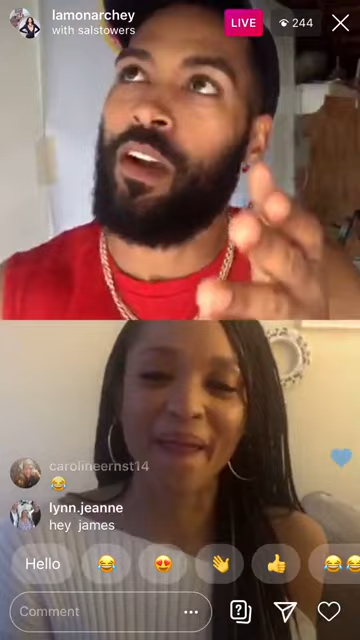 lamonarchey
LIVE
244
with salstowers
carolineernst14
😂
lynn.jeanne
hey james
Hello 😂 😍 👋 👍 😂😂
Comment